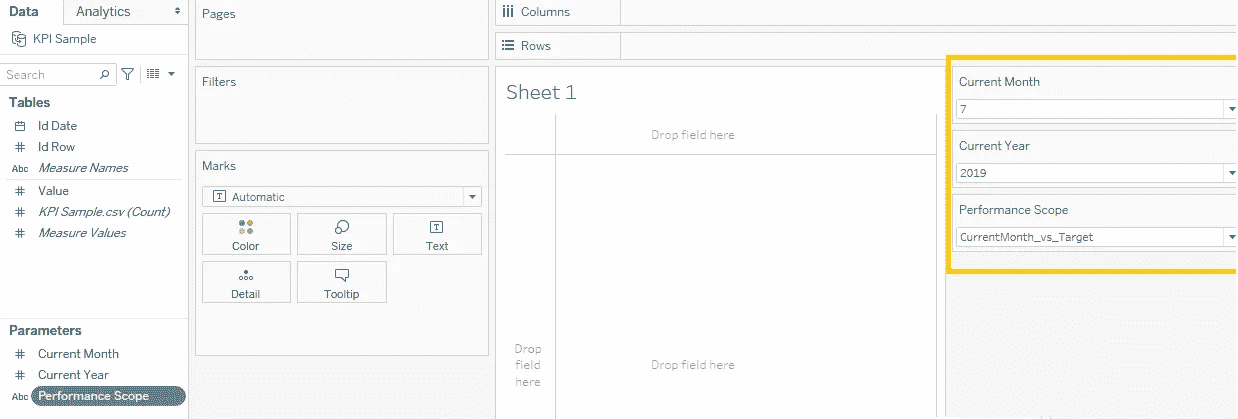 Data
Analytics
KPI Sample
Search
Tables
Id Date
Id Row
Abc Measure Names
Value
KPI Sample.csv (Count)
Measure Values
Parameters
Current Month
Current Year
Abc Performance Scope
Pages
Filters
Marks
T Automatic
Color
Size
T Text
Detail
Tooltip
Columns
Rows
Sheet 1
Drop field here
Drop
field
here
Drop field here
Current Month
7
Current Year
2019
Performance Scope
CurrentMonth_vs_Target